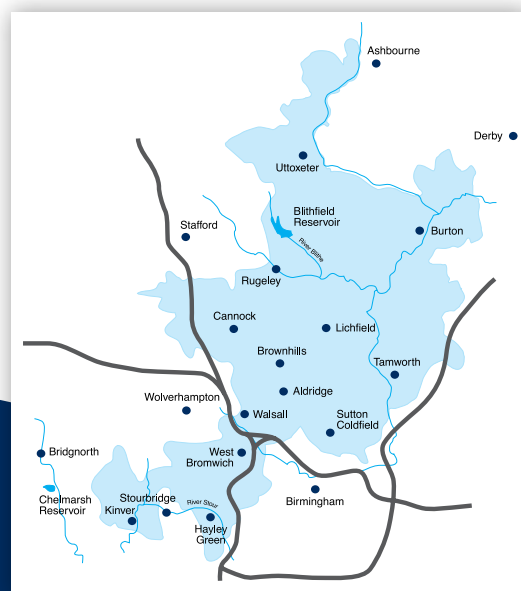 Ashbourne
Derby
Uttoxeter
Blithfield
Reservoir
Stafford
Burton
River Blithe
Rugeley
Cannock
Lichfield
Brownhills
Tamworth
Aldridge
Wolverhampton
Walsall
Sutton
Coldfield
Bridgnorth
West
Bromwich
Chelmarsh
Reservoir
Stourbridge
Kinver
River Stour
Birmingham
Hayley
Green